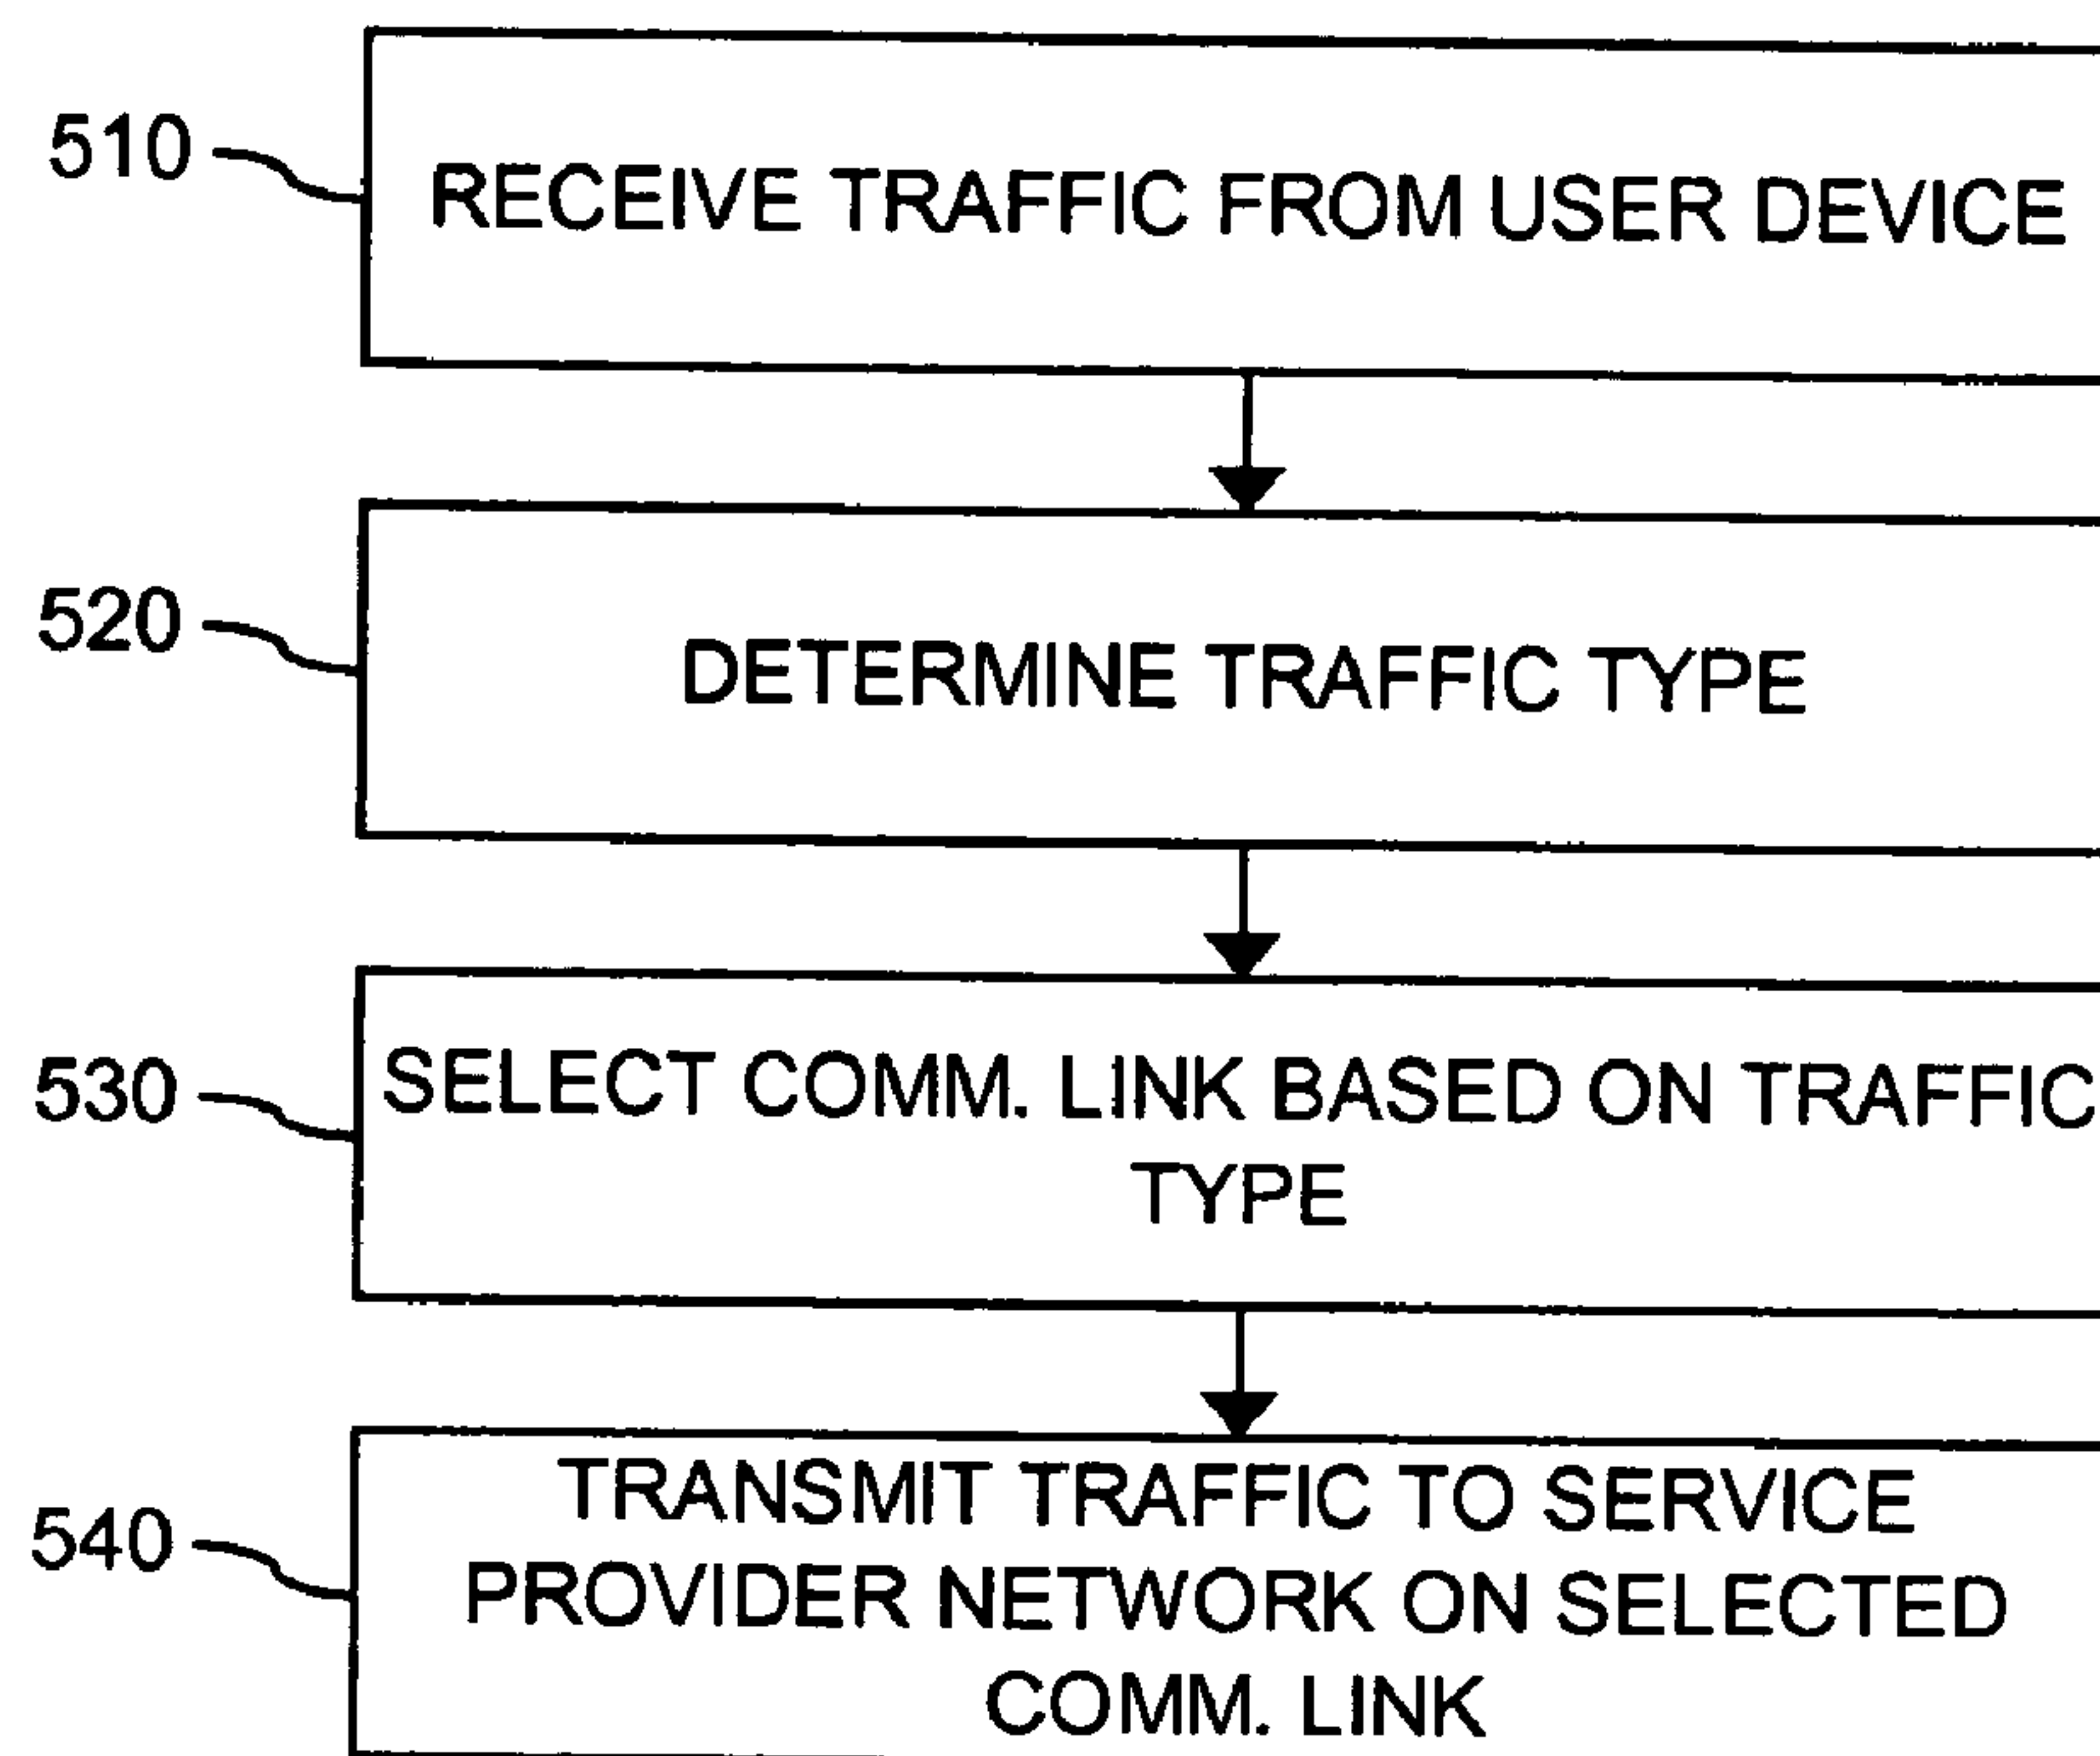 510
RECEIVE TRAFFIC FROM USER DEVICE
520
DETERMINE TRAFFIC TYPE
530
SELECT COMM. LINK BASED ON TRAFFIC
TYPE
540
TRANSMIT TRAFFIC TO SERVICE
PROVIDER NETWORK ON SELECTED
COMM. LINK